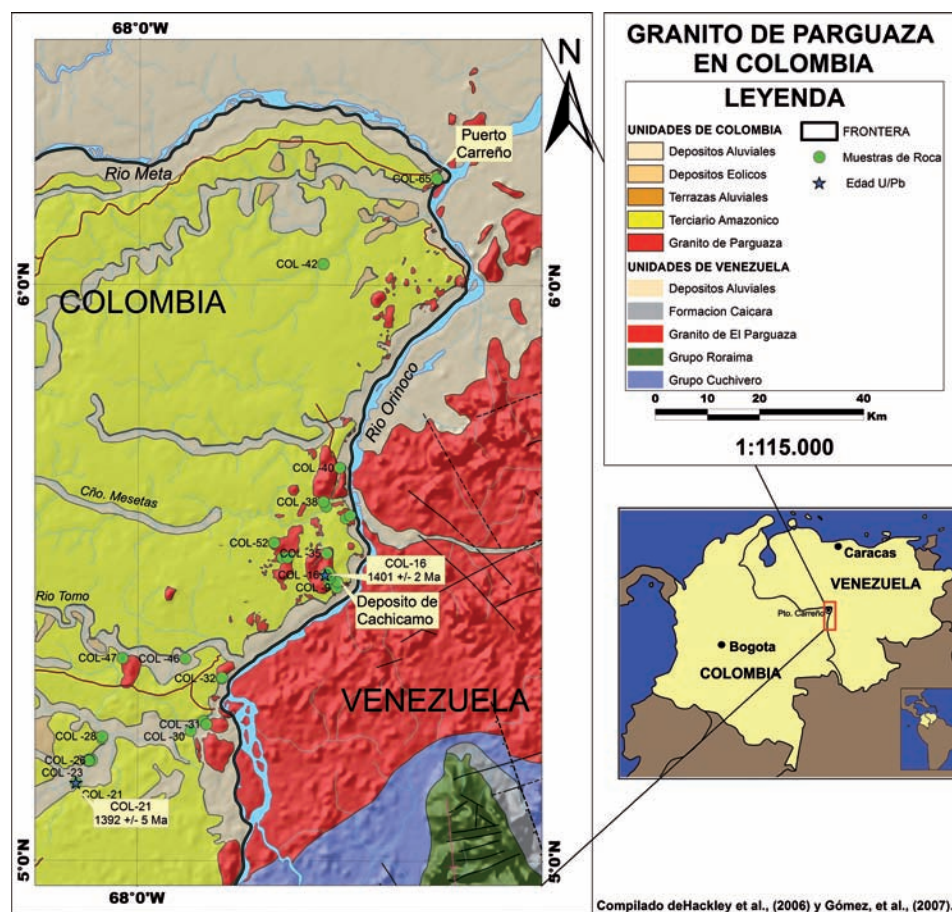 68°0'W
N
Puerto
Carreño
Rio Meta
COL-65
COL -42
6°0'N
6°0'N
COLOMBIA
Rio Orinoco
COL -40
Cño. Mesetas
COL -38
COL-52
COL -35
COL-16
1401 +/- 2 Ma
COL -16
COL -9
Deposito de
Cachicamo
Rio Tomo
COL-47
COL-46
COL -32
VENEZUELA
COL -31
COL -30
COL-28
COL -26
COL -23
COL -21
COL-21
1392 +/- 5 Ma
5°0'N
5°0'N
68°0'W
GRANITO DE PARGUAZA
EN COLOMBIA
LEYENDA
UNIDADES DE COLOMBIA
Depositos Aluviales
Depositos Eolicos
Terrazas Aluviales
Terciario Amazonico
Granito de Parguaza
UNIDADES DE VENEZUELA
Depositos Aluviales
Formacion Caicara
Granito de El Parguaza
Grupo Roraima
Grupo Cuchivero
FRONTERA
Muestras de Roca
Edad U/Pb
0 10 20 40
Km
1:115.000
Caracas
VENEZUELA
Pto. Carreño
Bogota
COLOMBIA
Compilado deHackley et al., (2006) y Gómez, et al., (2007).